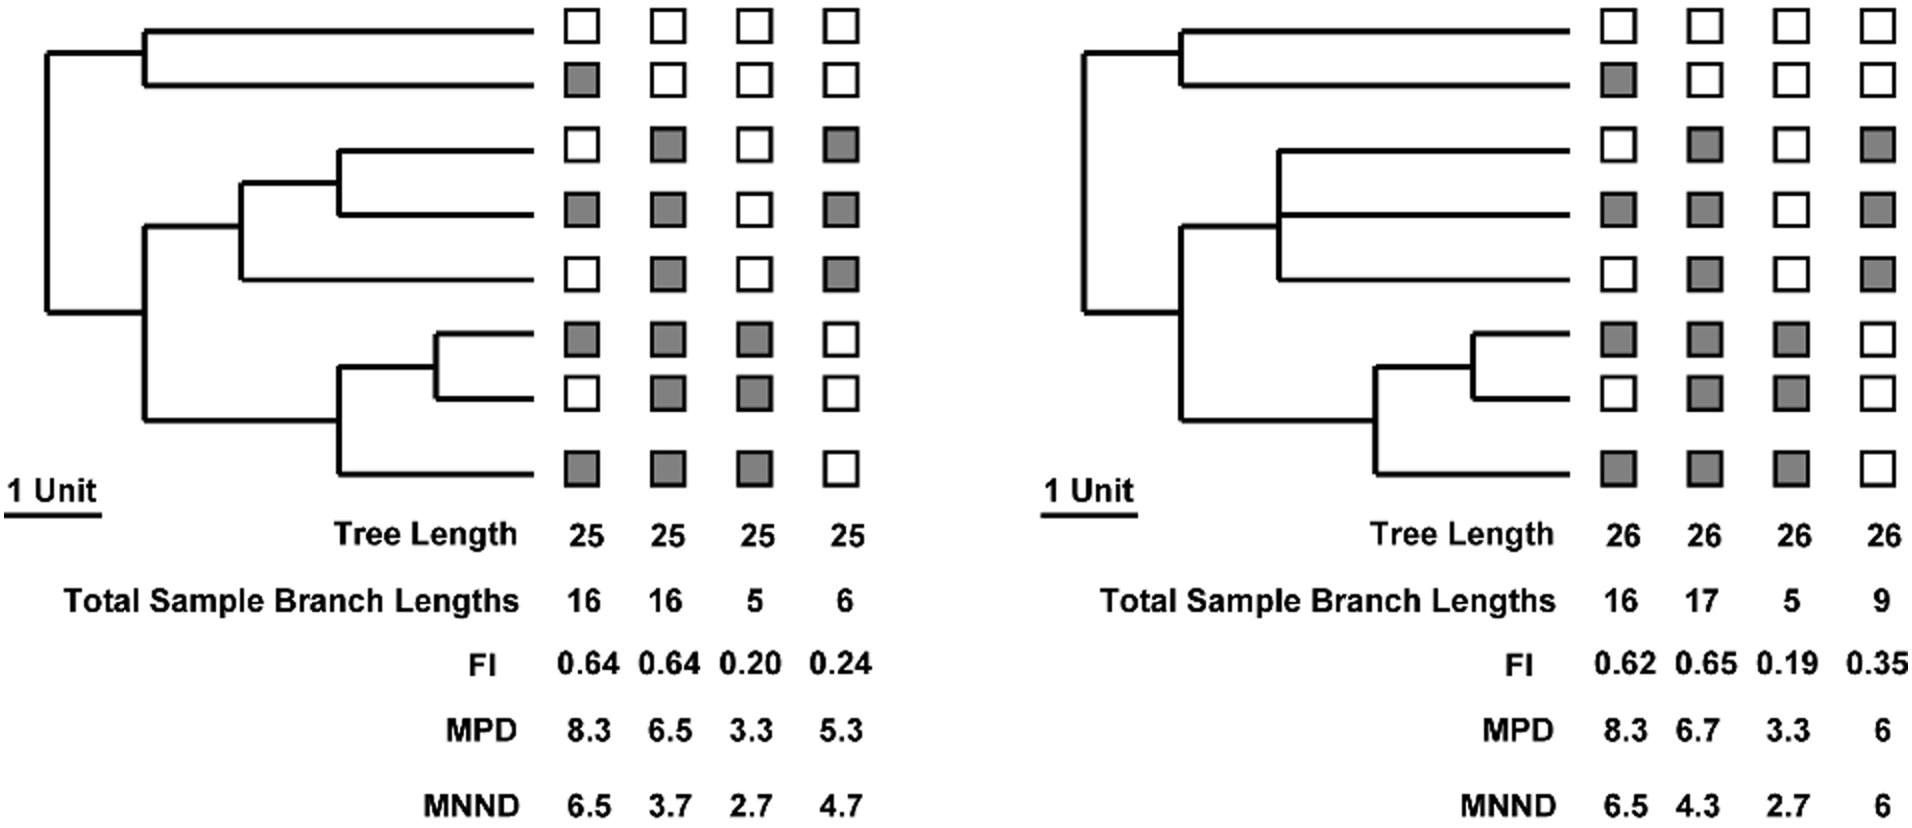 1 Unit
Tree Length 25 25 25 25
Total Sample Branch Lengths 16 16 5 6
FI 0.64 0.64 0.20 0.24
MPD 8.3 6.5 3.3 5.3
MNND 6.5 3.7 2.7 4.7
1 Unit
Tree Length 26 26 26 26
Total Sample Branch Lengths 16 17 5 9
FI 0.62 0.65 0.19 0.35
MPD 8.3 6.7 3.3 6
MNND 6.5 4.3 2.7 6